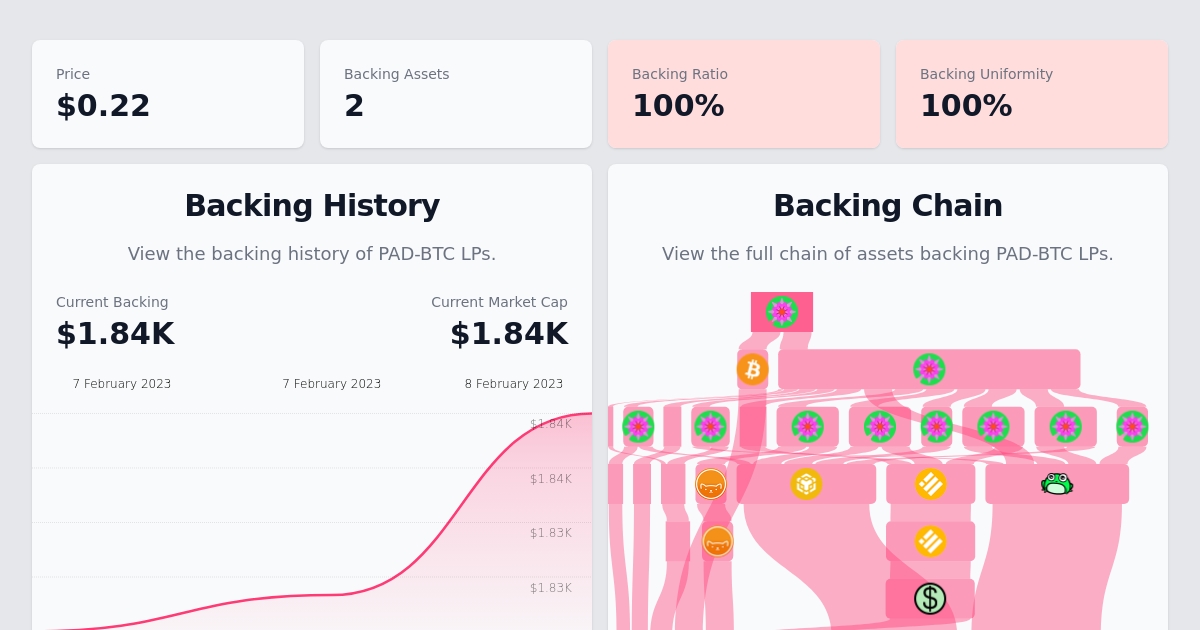 Price
$0.22
Backing Assets
2
Backing Ratio
100%
Backing Uniformity
100%
Backing History
View the backing history of PAD-BTC LPs.
Current Backing
$1.84K
Current Market Cap
$1.84K
7 February 2023
7 February 2023
8 February 2023
$1.84K
$1.84K
$1.83K
$1.83K
Backing Chain
View the full chain of assets backing PAD-BTC LPs.